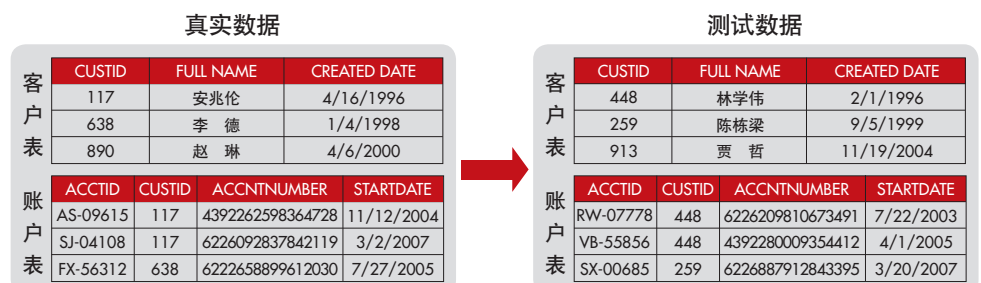 真实数据
客户表
CUSTID FULL NAME CREATED DATE
117 安兆伦 4/16/1996
638 李 德 1/4/1998
890 赵 琳 4/6/2000
账户表
ACCTID CUSTID ACCNTNUMBER STARTDATE
AS-09615 117 4392262598364728 11/12/2004
SJ-04108 117 6226092837842119 3/2/2007
FX-56312 638 6222658899612030 7/27/2005
测试数据
客户表
CUSTID FULL NAME CREATED DATE
448 林学伟 2/1/1996
259 陈栋梁 9/5/1999
913 贾 哲 11/19/2004
账户表
ACCTID CUSTID ACCNTNUMBER STARTDATE
RW-07778 448 6226209810673491 7/22/2003
VB-55856 448 4392280009354412 4/1/2005
SX-00685 259 6226887912843395 3/20/2007